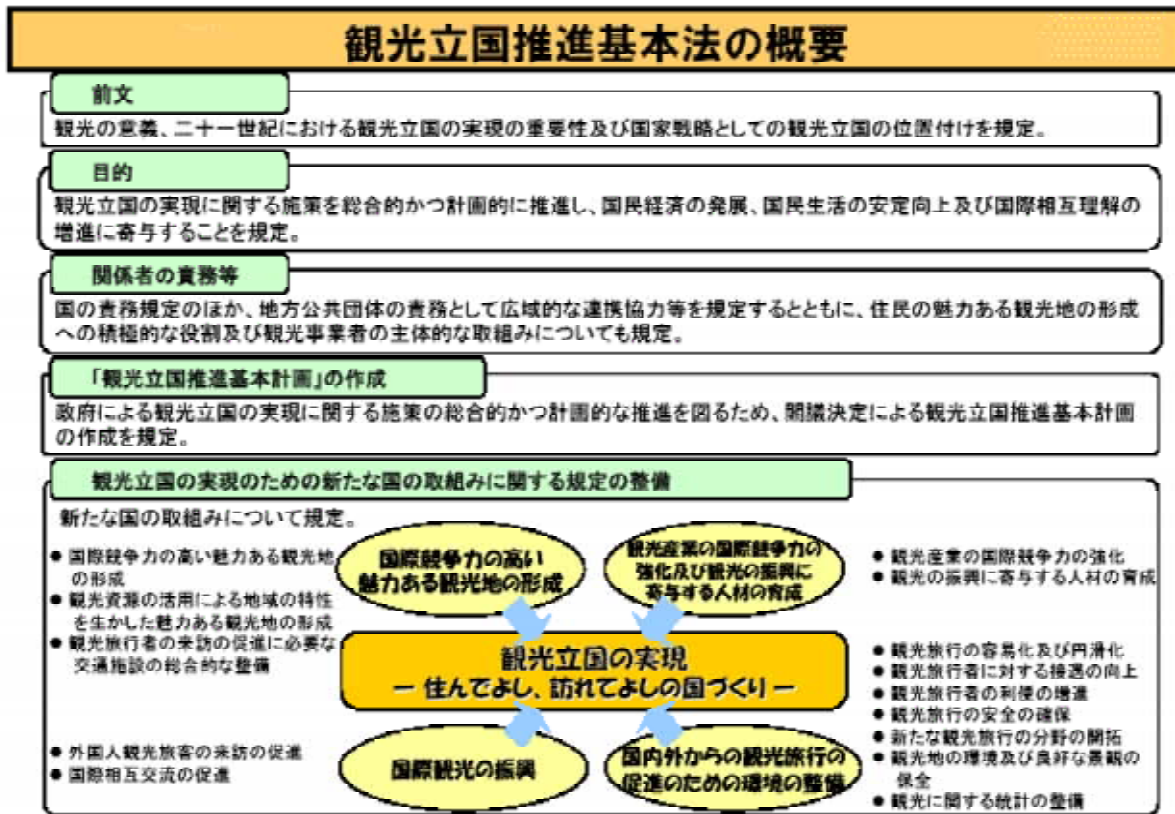 観光立国推進基本法の概要
前文
観光の意義、二十一世紀における観光立国の実現の重要性及び国家戦略としての観光立国の位置付けを規定。
目的
観光立国の実現に関する施策を総合的かつ計画的に推進し、国民経済の発展、国民生活の安定向上及び国際相互理解の
増進に寄与することを規定。
関係者の責務等
国の責務規定のほか、地方公共団体の責務として広域的な連携協力等を規定するとともに、住民の魅力ある観光地の形成
への積極的な役割及び観光事業者の主体的な取組みについても規定。
「観光立国推進基本計画」の作成
政府による観光立国の実現に関する施策の総合的かつ計画的な推進を図るため、閣議決定による観光立国推進基本計画
の作成を規定。
観光立国の実現のための新たな国の取組みに関する規定の整備
新たな国の取組みについて規定。
● 国際競争力の高い魅力ある観光地
の形成
● 観光資源の活用による地域の特性
を生かした魅力ある観光地の形成
● 観光旅行者の来訪の促進に必要な
交通施設の総合的な整備
国際競争力の高い
魅力ある観光地の形成
観光産業の国際競争力の
強化及び観光の振興に
寄与する人材の育成
● 観光産業の国際競争力の強化
● 観光の振興に寄与する人材の育成
観光立国の実現
― 住んでよし、訪れてよしの国づくり ―
● 外国人観光旅客の来訪の促進
● 国際相互交流の促進
国際観光の振興
国内外からの観光旅行の
促進のための環境の整備
● 観光旅行の容易化及び円滑化
● 観光旅行者に対する接遇の向上
● 観光旅行者の利便の増進
● 観光旅行の安全の確保
● 新たな観光旅行の分野の開拓
● 観光地の環境及び良好な景観の
保全
● 観光に関する統計の整備